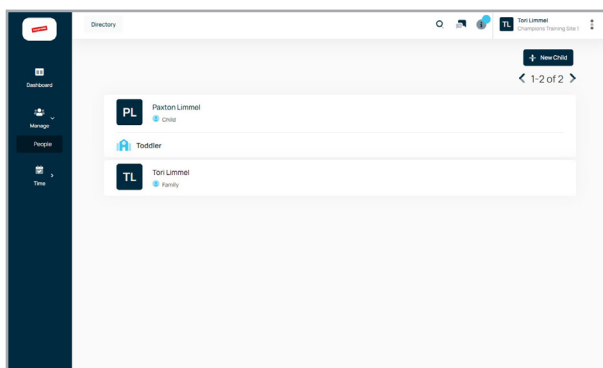 Directory
TL
Tori Limmel
Champions Training Site 1
Dashboard
Manage
People
Time
New Child
1-2 of 2
PL
Paxton Limmel
Child
Toddler
TL
Tori Limmel
Family